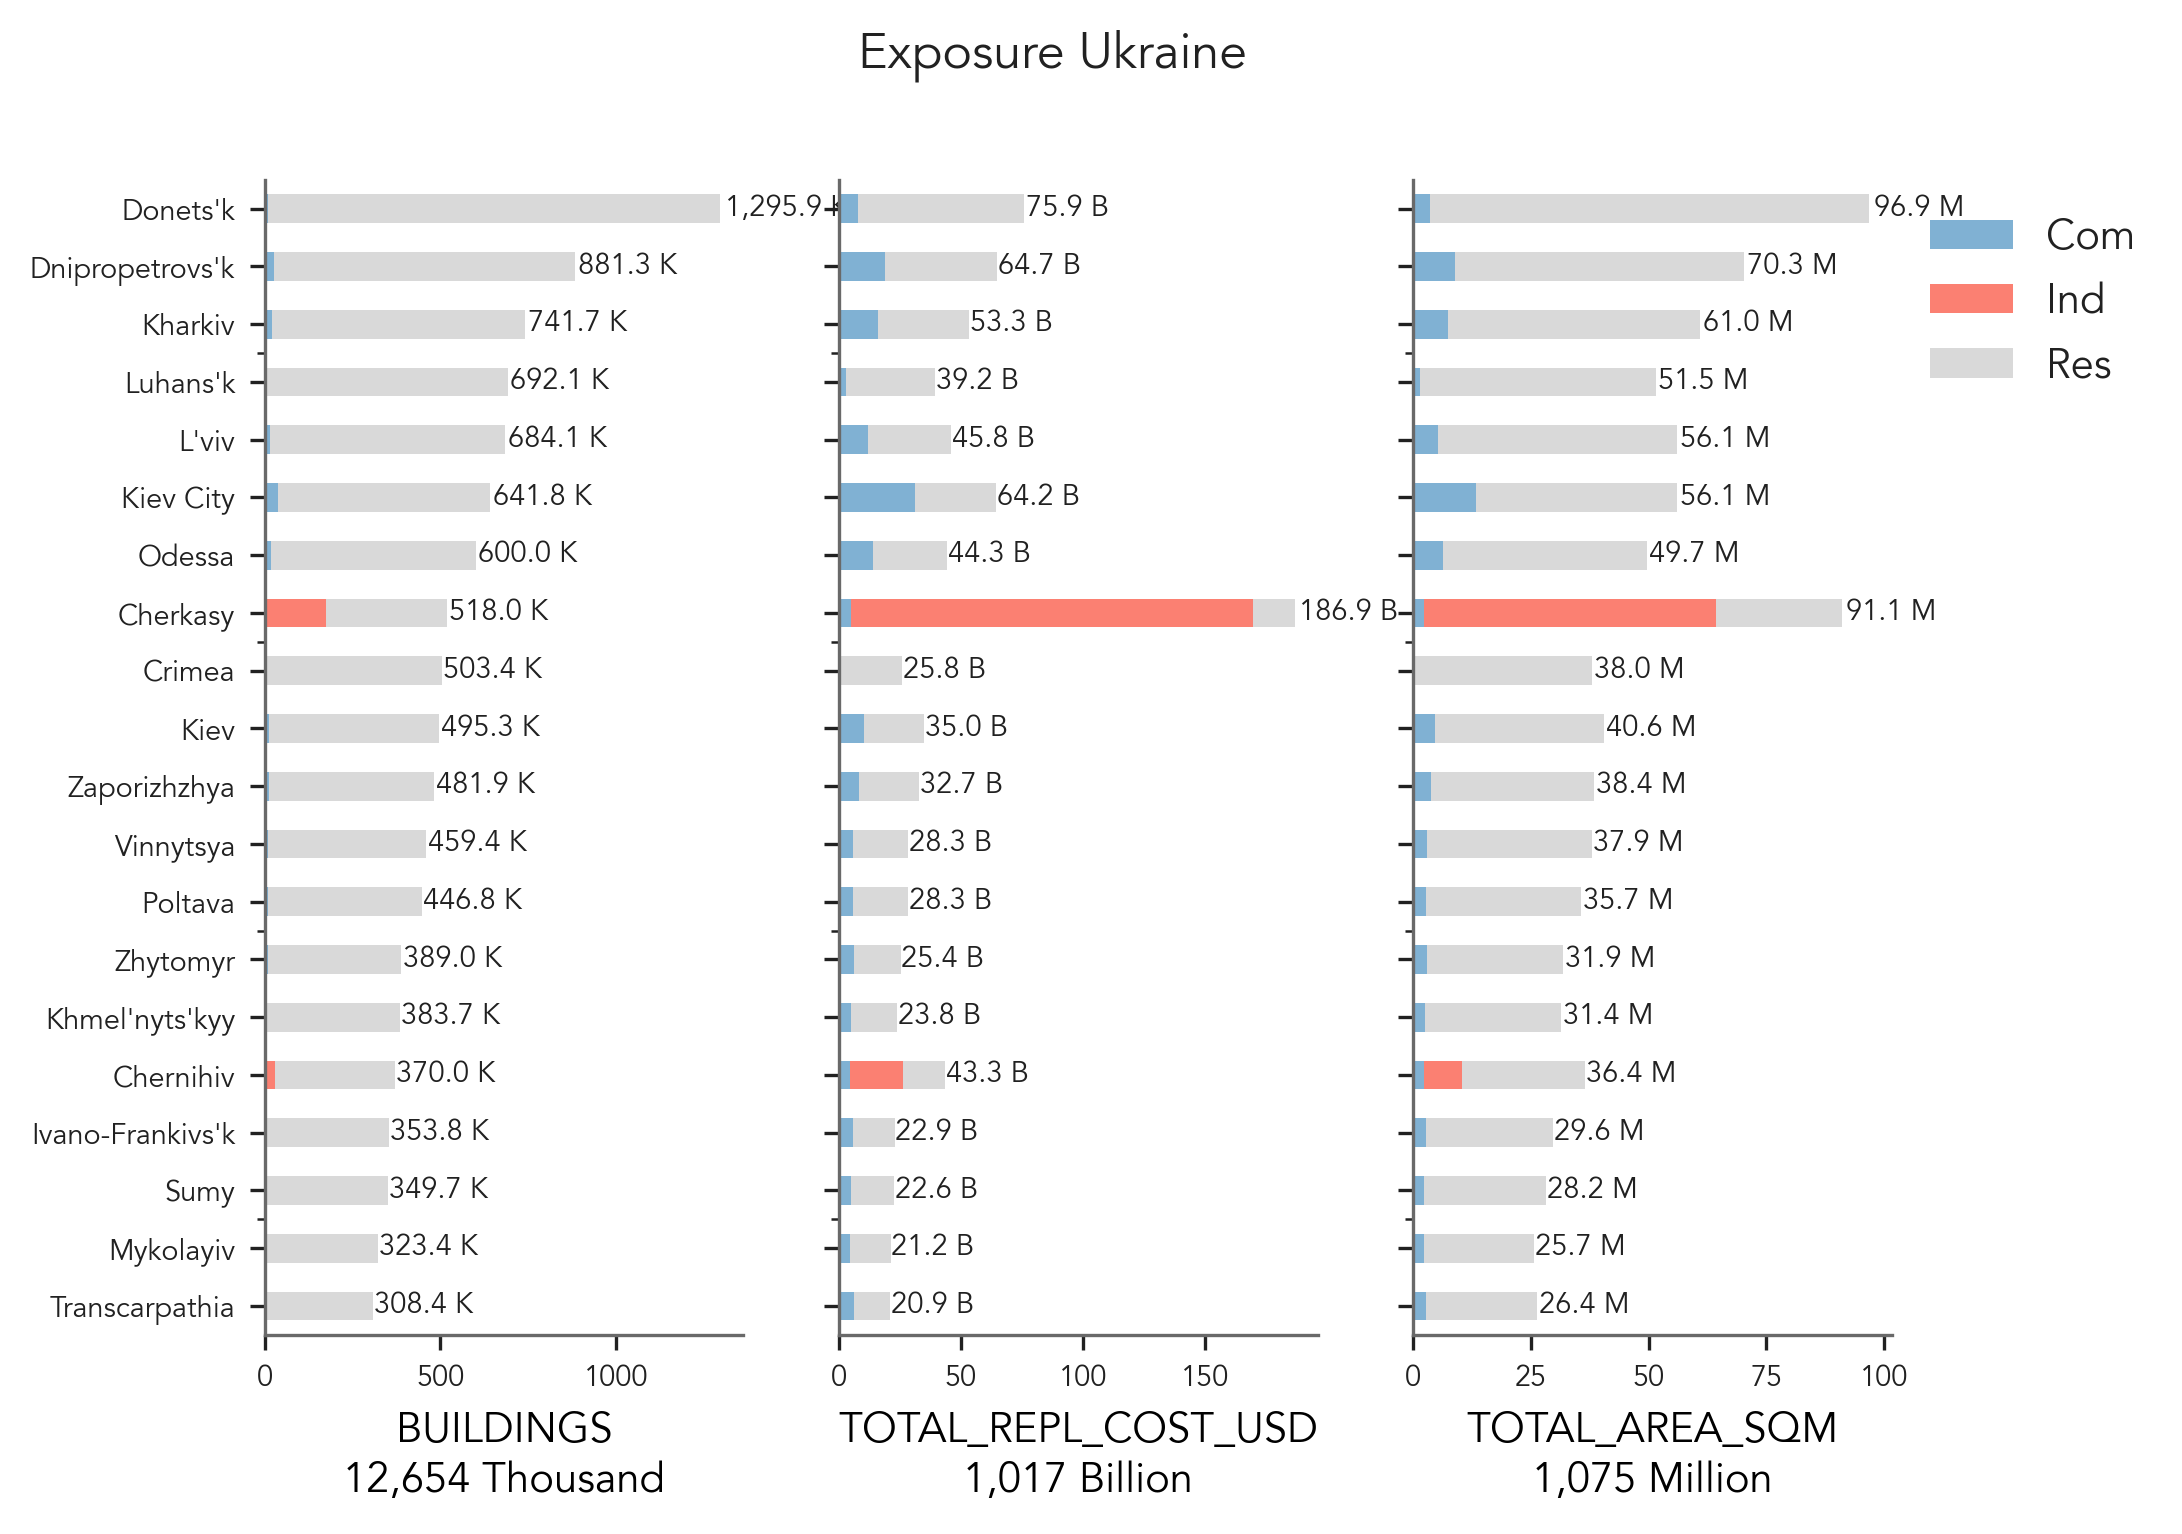 Exposure Ukraine
Donets'k 1,295.9 K 75.9 B 96.9 M
Dnipropetrovs'k 881.3 K 64.7 B 70.3 M
Kharkiv 741.7 K 53.3 B 61.0 M
Luhans'k 692.1 K 39.2 B 51.5 M
L'viv 684.1 K 45.8 B 56.1 M
Kiev City 641.8 K 64.2 B 56.1 M
Odessa 600.0 K 44.3 B 49.7 M
Cherkasy 518.0 K 186.9 B 91.1 M
Crimea 503.4 K 25.8 B 38.0 M
Kiev 495.3 K 35.0 B 40.6 M
Zaporizhzhya 481.9 K 32.7 B 38.4 M
Vinnytsya 459.4 K 28.3 B 37.9 M
Poltava 446.8 K 28.3 B 35.7 M
Zhytomyr 389.0 K 25.4 B 31.9 M
Khmel'nyts'kyy 383.7 K 23.8 B 31.4 M
Chernihiv 370.0 K 43.3 B 36.4 M
Ivano-Frankivs'k 353.8 K 22.9 B 29.6 M
Sumy 349.7 K 22.6 B 28.2 M
Mykolayiv 323.4 K 21.2 B 25.7 M
Transcarpathia 308.4 K 20.9 B 26.4 M
0 500 1000
BUILDINGS
12,654 Thousand
0 50 100 150
TOTAL_REPL_COST_USD
1,017 Billion
0 25 50 75 100
TOTAL_AREA_SQM
1,075 Million
Com
Ind
Res